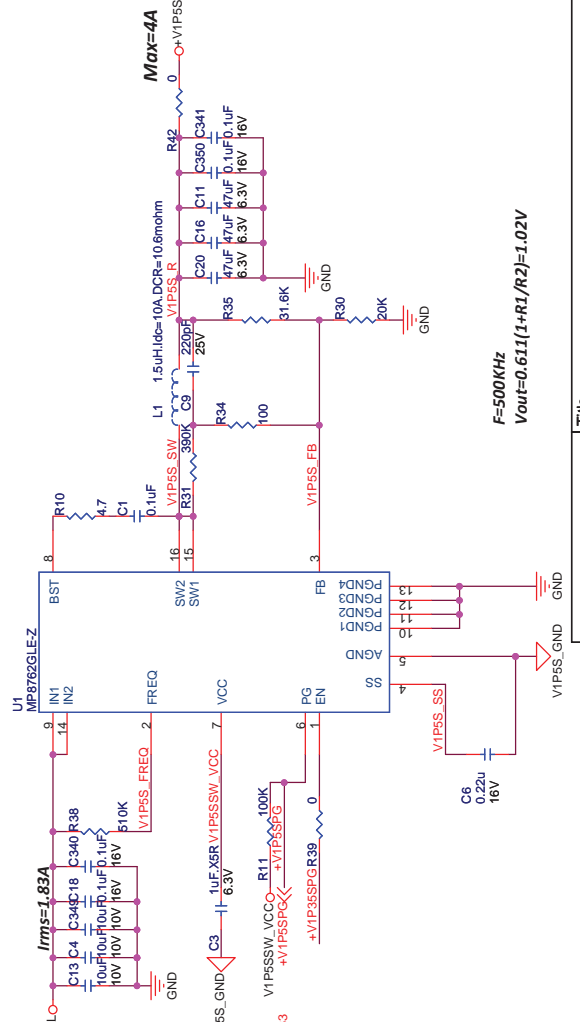 Irms=1.83A
L
C13
10uF
10V
C4
10uF
10V
C349
10uF
10V
C18
0.1uF
16V
C340
0.1uF
16V
R38
510K
GND
V1P5S_FREQ
C3
1uF.X5R
6.3V
V1P5SSW_VCC
5S_GND
V1P5SSW_VCC
R11
100K
+V1P5SPG
+V1P5SPG
+V1P35SPG
R39
0
U1
MP8762GLE-Z
9
IN1
14
IN2
2
FREQ
7
VCC
6
PG
1
EN
8
BST
16
SW2
15
SW1
3
FB
4
SS
5
AGND
10
PGND1
11
PGND2
12
PGND3
13
PGND4
V1P5S_SS
C6
0.22u
16V
V1P5S_GND
GND
R10
4.7
C1
0.1uF
V1P5S_SW
R31
390K
L1
1.5uH.Idc=10A.DCR=10.6mohm
C9
220pF
25V
R34
100
V1P5S_FB
R35
31.6K
R30
20K
GND
V1P5S_R
C20
47uF
6.3V
C16
47uF
6.3V
C11
47uF
6.3V
C350
0.1uF
16V
C341
0.1uF
16V
GND
R42
0
+V1P5S
Max=4A
F=500KHz
Vout=0.611(1+R1/R2)=1.02V